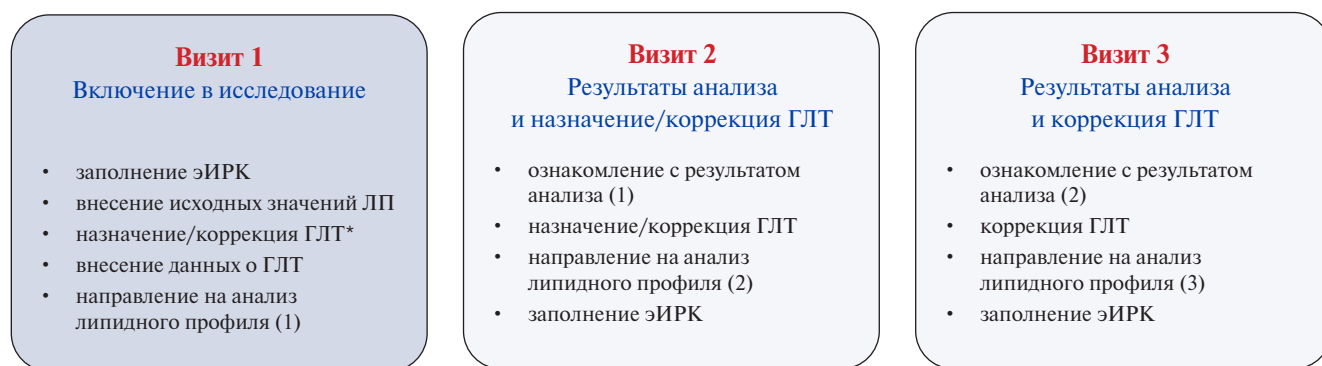 Визит 1
Включение в исследование
• заполнение эИРК
• внесение исходных значений ЛП
• назначение/коррекция ГЛТ*
• внесение данных о ГЛТ
• направление на анализ
липидного профиля (1)
Визит 2
Результаты анализа
и назначение/коррекция ГЛТ
• ознакомление с результатом
анализа (1)
• назначение/коррекция ГЛТ
• направление на анализ
липидного профиля (2)
• заполнение эИРК
Визит 3
Результаты анализа
и коррекция ГЛТ
• ознакомление с результатом
анализа (2)
• коррекция ГЛТ
• направление на анализ
липидного профиля (3)
• заполнение эИРК